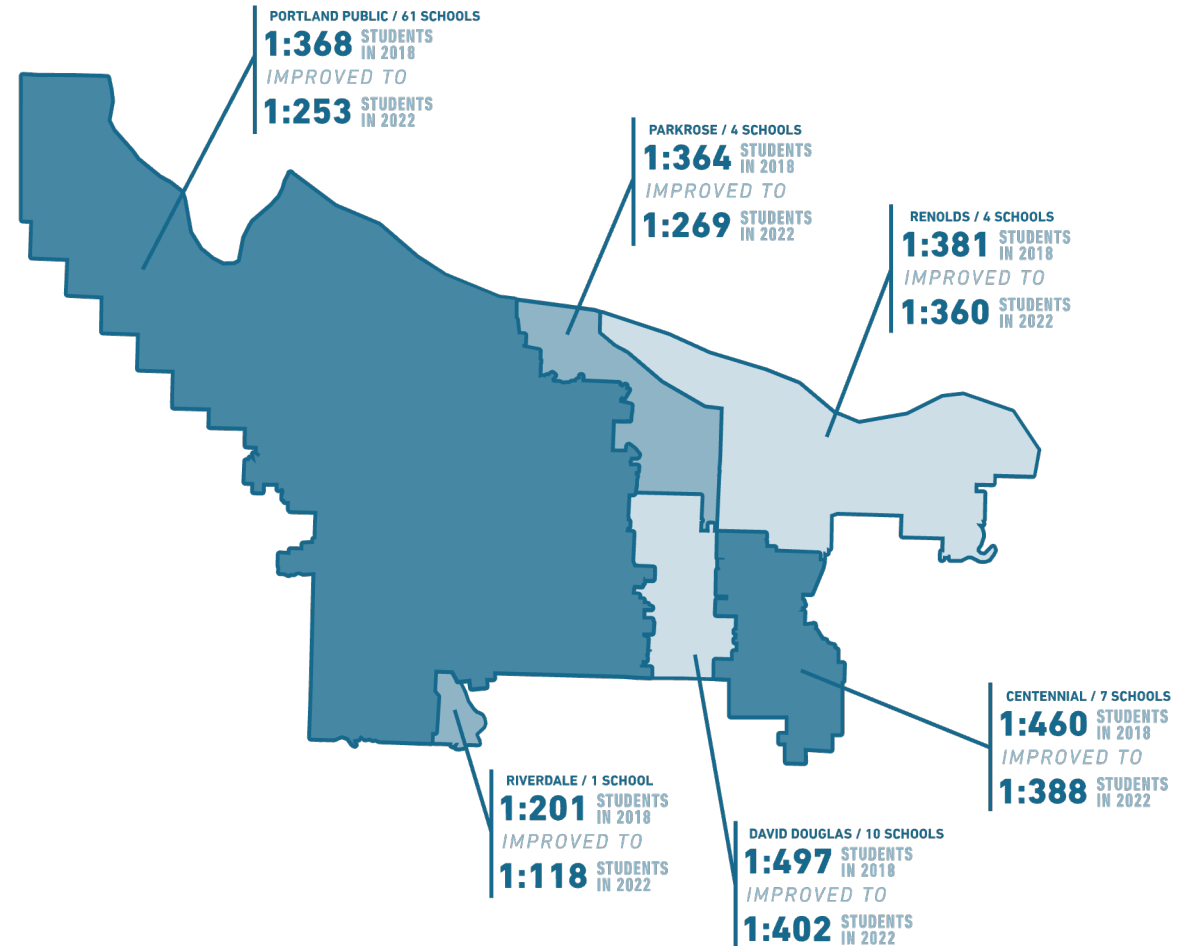 PORTLAND PUBLIC / 61 SCHOOLS
1:368 STUDENTS IN 2018
IMPROVED TO
1:253 STUDENTS IN 2022
PARKROSE / 4 SCHOOLS
1:364 STUDENTS IN 2018
IMPROVED TO
1:269 STUDENTS IN 2022
RENOLDS / 4 SCHOOLS
1:381 STUDENTS IN 2018
IMPROVED TO
1:360 STUDENTS IN 2022
CENTENNIAL / 7 SCHOOLS
1:460 STUDENTS IN 2018
IMPROVED TO
1:388 STUDENTS IN 2022
RIVERDALE / 1 SCHOOL
1:201 STUDENTS IN 2018
IMPROVED TO
1:118 STUDENTS IN 2022
DAVID DOUGLAS / 10 SCHOOLS
1:497 STUDENTS IN 2018
IMPROVED TO
1:402 STUDENTS IN 2022